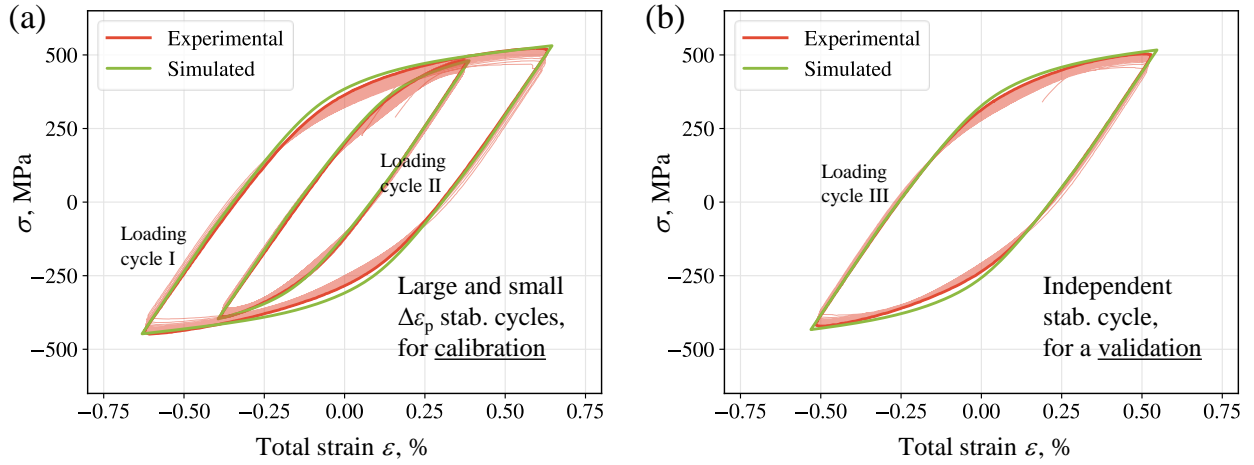 (a)
Experimental
Simulated
500
250
0
−250
−500
σ, MPa
Loading
cycle I
Loading
cycle II
Large and small
Δεp stab. cycles,
for calibration
−0.75
−0.50
−0.25
0.00
0.25
0.50
0.75
Total strain ε, %
(b)
Experimental
Simulated
500
250
0
−250
−500
σ, MPa
Loading
cycle III
Independent
stab. cycle,
for a validation
−0.75
−0.50
−0.25
0.00
0.25
0.50
0.75
Total strain ε, %